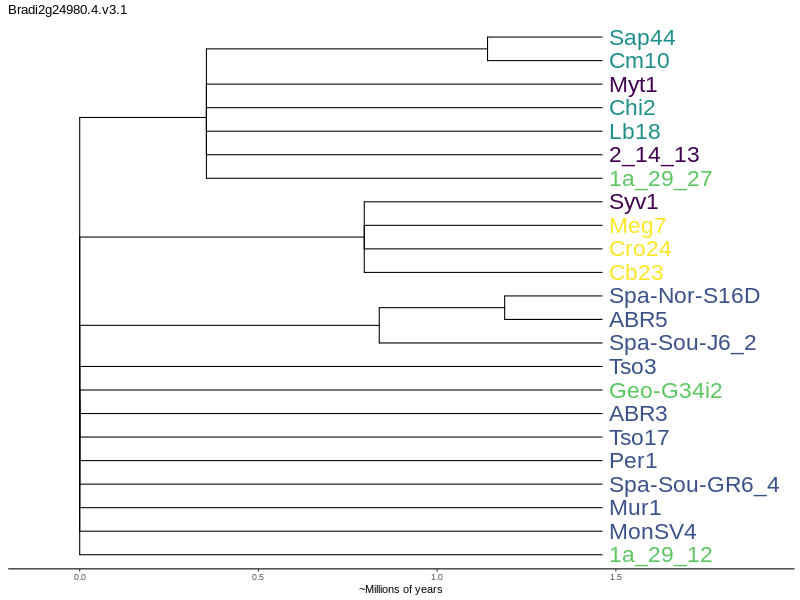 Bradi2g24980.4.v3.1
Sap44
Cm10
Myt1
Chi2
Lb18
2_14_13
1a_29_27
Syv1
Meg7
Cro24
Cb23
Spa-Nor-S16D
ABR5
Spa-Sou-J6_2
Tso3
Geo-G34i2
ABR3
Tso17
Per1
Spa-Sou-GR6_4
Mur1
MonSV4
1a_29_12
0.0 0.5 1.0 1.5
~Millions of years